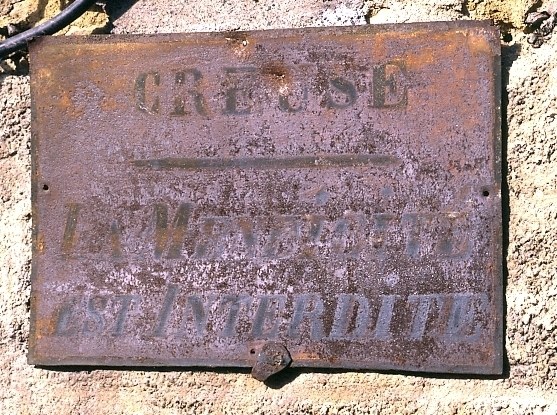 CREUSE
LA MENDICITÉ
EST INTERDITE